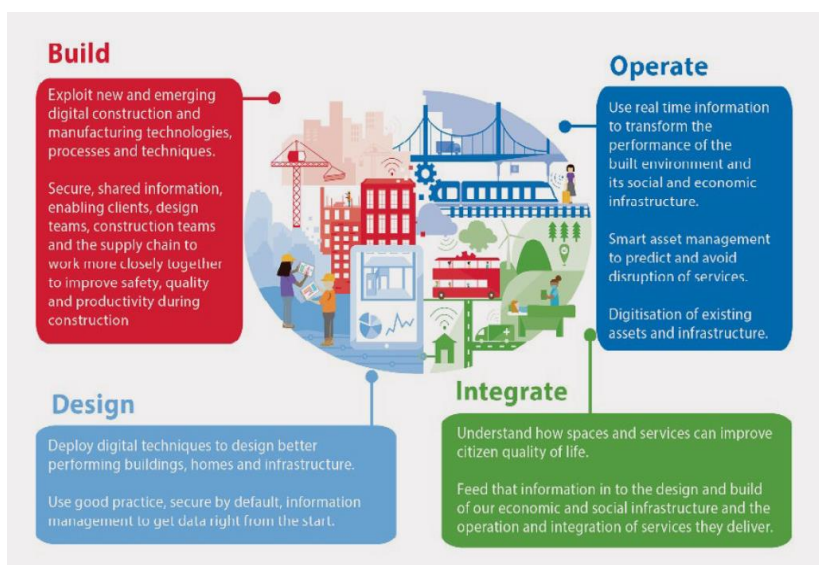 Build
Exploit new and emerging
digital construction and
manufacturing technologies,
processes and techniques.
Secure, shared information,
enabling clients, design
teams, construction teams
and the supply chain to
work more closely together
to improve safety, quality
and productivity during
construction
Operate
Use real time information
to transform the
performance of the
built environment and
its social and economic
infrastructure.
Smart asset management
to predict and avoid
disruption of services.
Digitisation of existing
assets and infrastructure.
Design
Deploy digital techniques to design better
performing buildings, homes and infrastructure.
Use good practice, secure by default, information
management to get data right from the start.
Integrate
Understand how spaces and services can improve
citizen quality of life.
Feed that information in to the design and build
of our economic and social infrastructure and the
operation and integration of services they deliver.